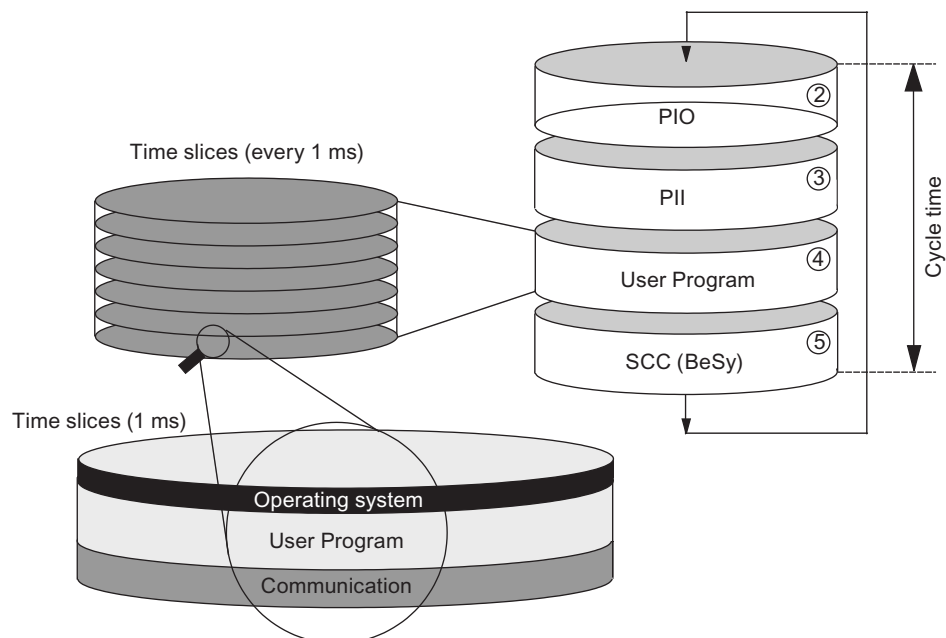 Time slices (every 1 ms)
②
PIO
③
PII
④
User Program
⑤
SCC (BeSy)
Cycle time
Time slices (1 ms)
Operating system
User Program
Communication